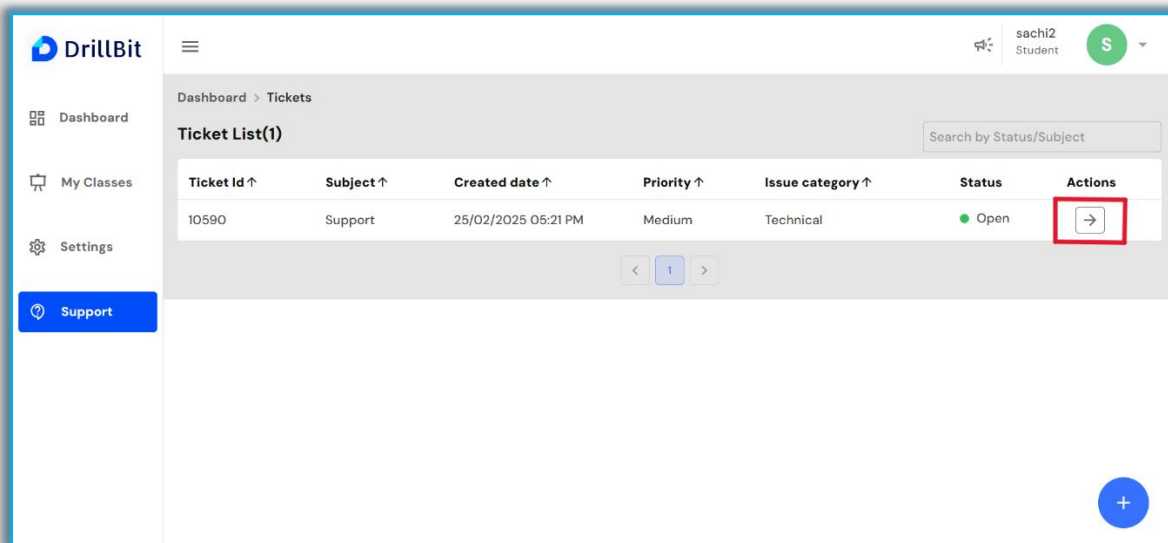 DrillBit
sachi2
Student
S
Dashboard > Tickets
Dashboard
Ticket List(1)
Search by Status/Subject
My Classes
Ticket Id ↑ Subject ↑ Created date ↑ Priority ↑ Issue category ↑ Status Actions
10590 Support 25/02/2025 05:21 PM Medium Technical Open
Settings
1
Support